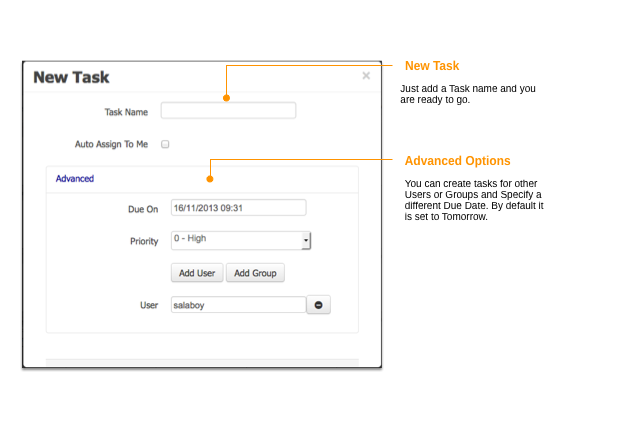 New Task
×
Task Name
Auto Assign To Me
Advanced
Due On 16/11/2013 09:31
Priority 0 - High
Add User Add Group
User salaboy
New Task
Just add a Task name and you
are ready to go.
Advanced Options
You can create tasks for other
Users or Groups and Specify a
different Due Date. By default it
is set to Tomorrow.